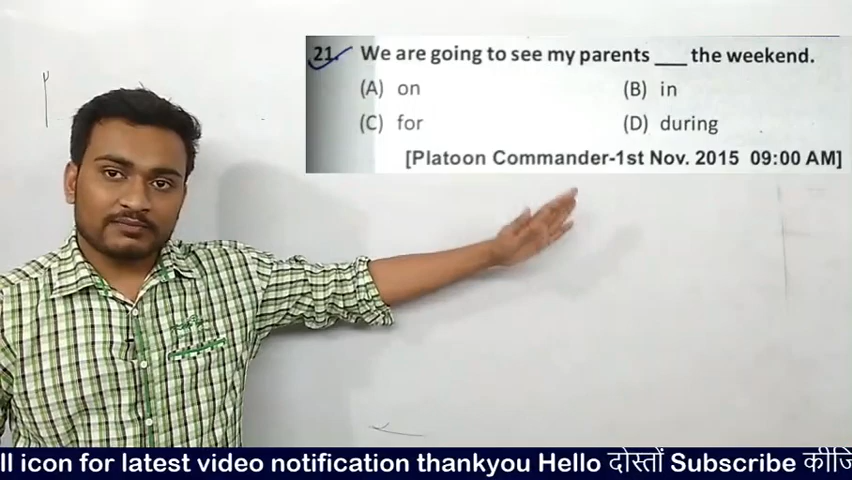 21. We are going to see my parents ___ the weekend.
(A) on (B) in
(C) for (D) during
[Platoon Commander-1st Nov. 2015 09:00 AM]
ll icon for latest video notification thankyou Hello दोस्तों Subscribe